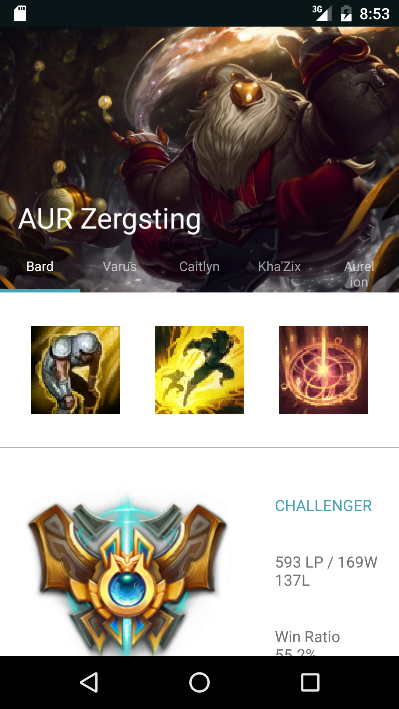 3G
8:53
AUR Zergsting
Bard
Varus
Caitlyn
Kha'Zix
Aurel
ion
CHALLENGER
593 LP / 169W
137L
Win Ratio
55.2%